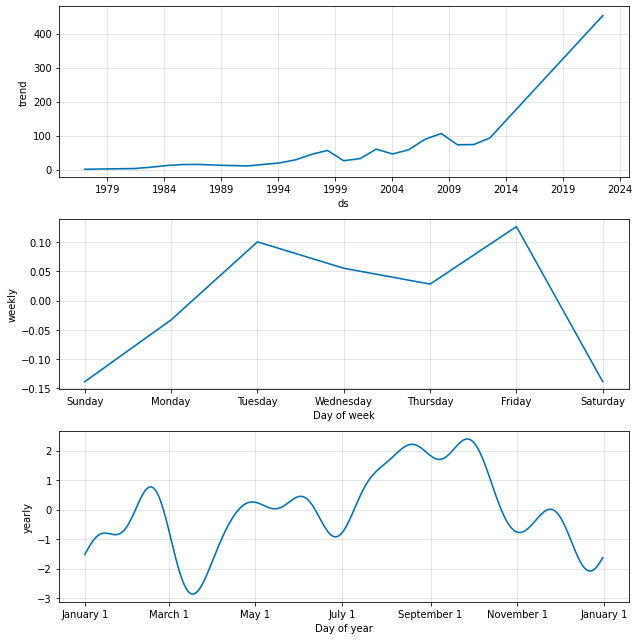 400
300
200
100
0
trend
1979 1984 1989 1994 1999 2004 2009 2014 2019 2024
ds
0.10
0.05
0.00
−0.05
−0.10
−0.15
weekly
Sunday Monday Tuesday Wednesday Thursday Friday Saturday
Day of week
2
1
0
−1
−2
−3
yearly
January 1 March 1 May 1 July 1 September 1 November 1 January 1
Day of year